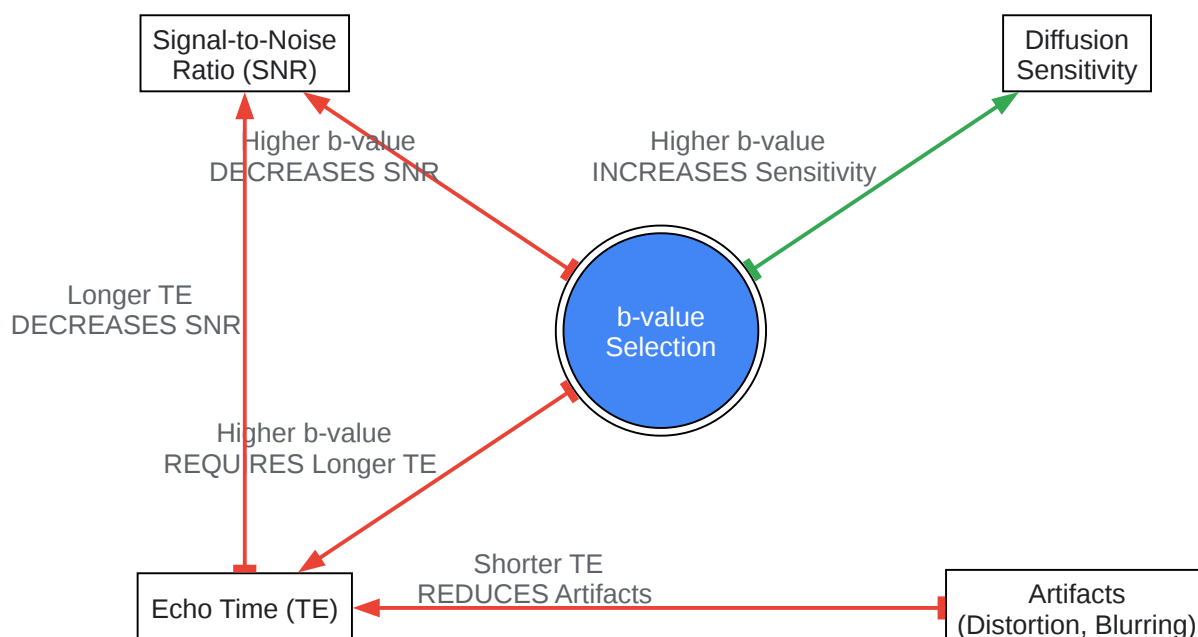 Signal-to-Noise
Ratio (SNR)
Diffusion
Sensitivity
Higher b-value
DECREASES SNR
Higher b-value
INCREASES Sensitivity
Longer TE
DECREASES SNR
b-value
Selection
Higher b-value
REQUIRES Longer TE
Shorter TE
REDUCES Artifacts
Echo Time (TE)
Artifacts
(Distortion, Blurring)